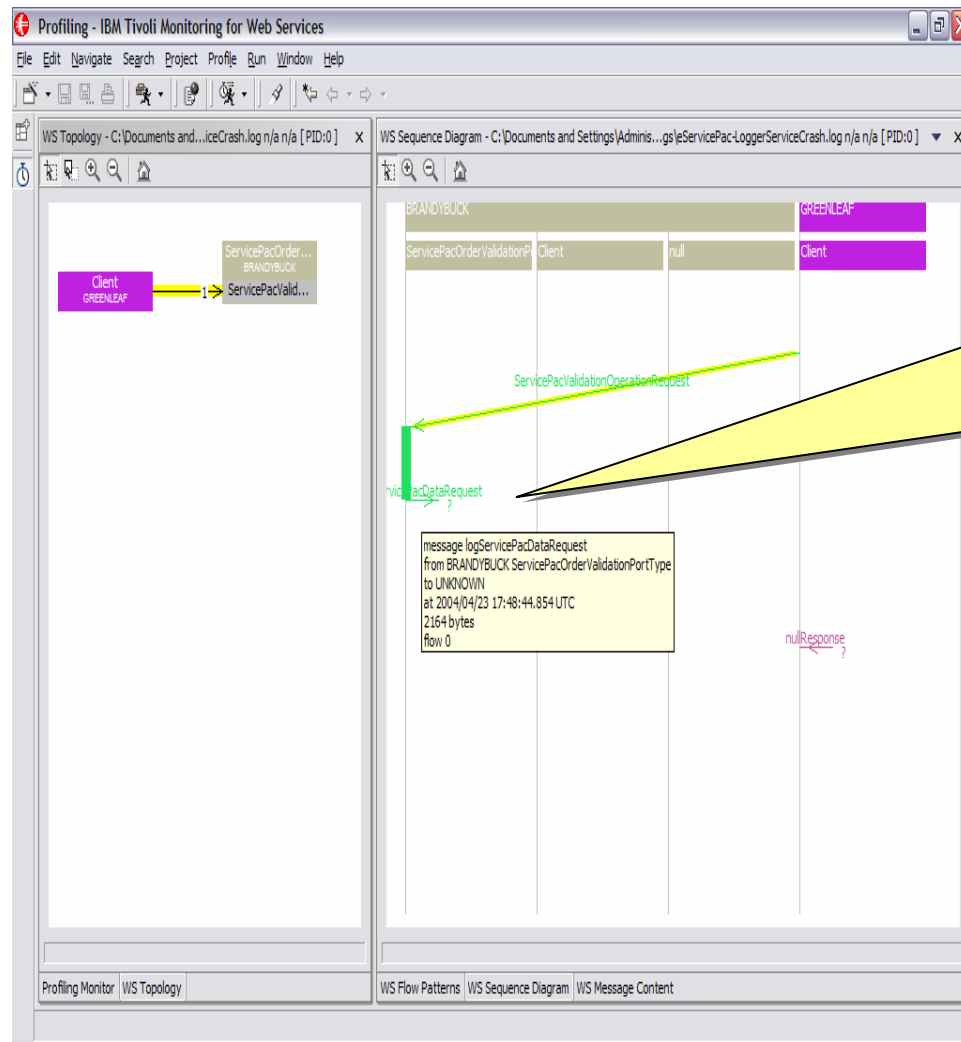 Profiling - IBM Tivoli Monitoring for Web Services
File Edit Navigate Search Project Profile Run Window Help
WS Topology - C:\Documents and...iceCrash.log n/a n/a [ PID:0 ] X
WS Sequence Diagram - C:\Documents and Settings\Adminis...gs\eServicePac-LoggerServiceCrash.log n/a n/a [ PID:0 ]
BRANDYBUCK
GREENLEAF
ServicePacOrderValidationP
Client
null
Client
ServicePacOrder...
BRANDYBUCK
ServicePacValid...
Client
GREENLEAF
1
ServicePacValidationOperationRequest
rvicePacDataRequest
?
message logServicePacDataRequest
from BRANDYBUCK ServicePacOrderValidationPortType
to UNKNOWN
at 2004/04/23 17:48:44.854 UTC
2164 bytes
flow 0
nullResponse
?
Profiling Monitor WS Topology
WS Flow Patterns WS Sequence Diagram WS Message Content